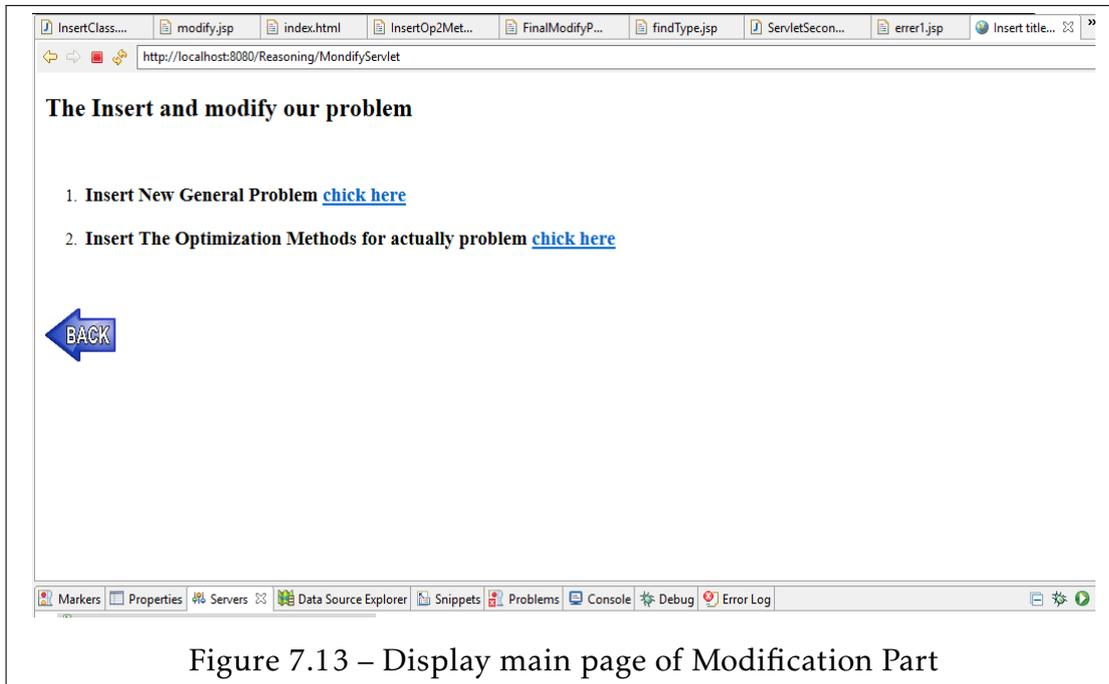 InsertClass.... modify.jsp index.html InsertOp2Met... FinalModifyP... findType.jsp ServletSecon... errer1.jsp Insert title... »
http://localhost:8080/Reasoning/MondifyServlet
The Insert and modify our problem
1. Insert New General Problem chick here
2. Insert The Optimization Methods for actually problem chick here
BACK
Markers Properties Servers Data Source Explorer Snippets Problems Console Debug Error Log
Figure 7.13 – Display main page of Modification Part